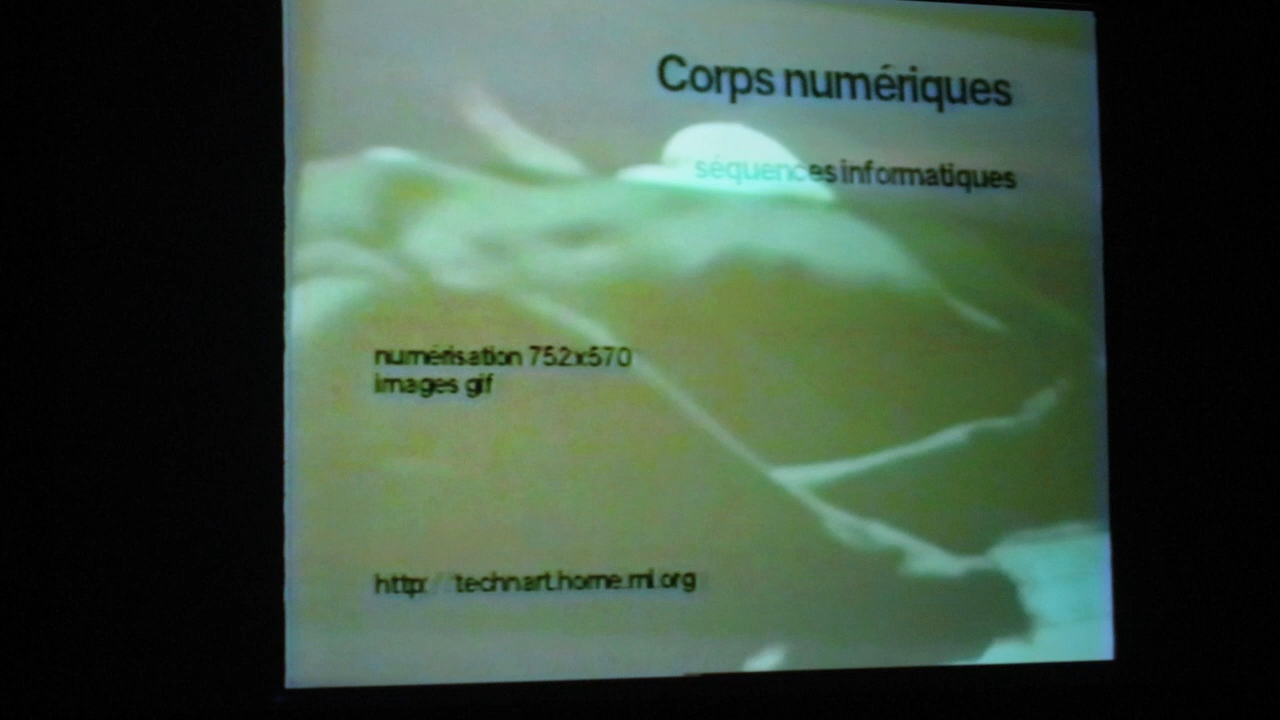 Corps numériques
séquences informatiques
numérisation 752x570
images gif
http://technart.home.ml.org